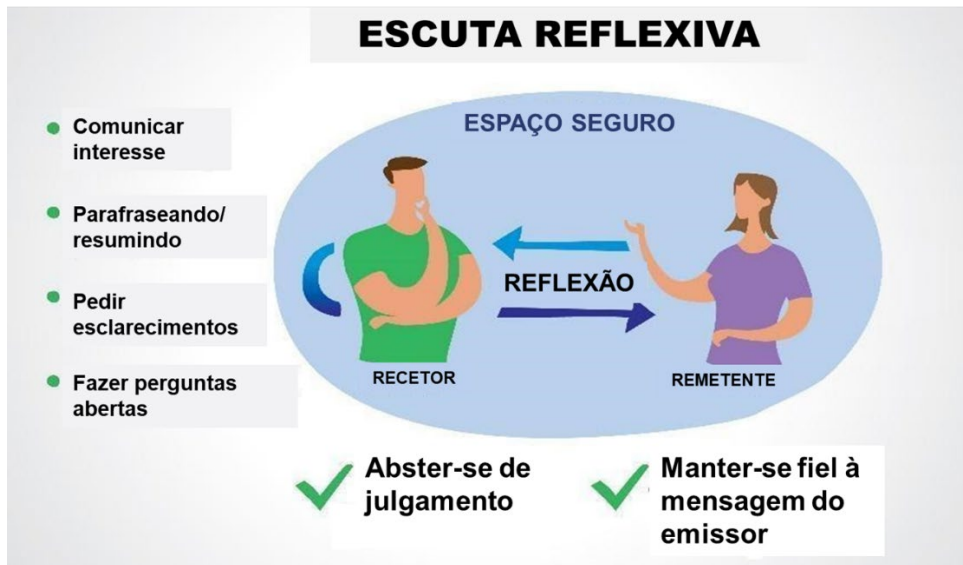 ESCUTA REFLEXIVA
Comunicar
interesse
Parafraseando/
resumindo
Pedir
esclarecimentos
Fazer perguntas
abertas
ESPAÇO SEGURO
REFLEXÃO
RECETOR
REMETENTE
Abster-se de
julgamento
Manter-se fiel à
mensagem do
emissor